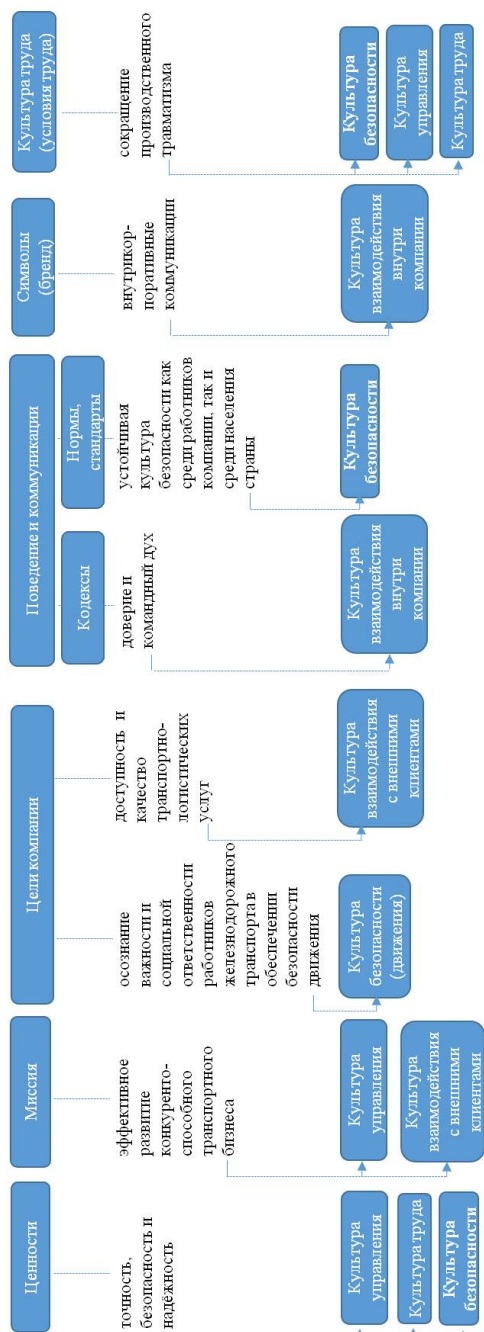 Ценности
точность,
безопасность и
надёжность
Культура
управления
Культура труда
Культура
безопасности
Миссия
эффективное
развитие
конкуренто-
способного
транспортного
бизнеса
Культура
управления
Культура
взаимодействия
с внешними
клиентами
Цели компании
осознание
важности и
социальной
ответственности
работников
железнодорожного
транспорта в
обеспечении
безопасности
движения
Культура
безопасности
(движения)
доступность и
качество
транспортно-
логистических
услуг
Культура
взаимодействия
с внешними
клиентами
Поведение и коммуникации
Кодексы
доверие и
командный дух
Культура
взаимодействия
внутри
компании
Нормы,
стандарты
устойчивая
культура
безопасности как
среди работников
компании, так и
среди населения
страны
Культура
безопасности
Символы
(бренд)
внутрикор-
поративные
коммуникации
Культура
взаимодействия
внутри
компании
Культура труда
(условия труда)
сокращение
производственного
травматизма
Культура
безопасности
Культура
управления
Культура труда